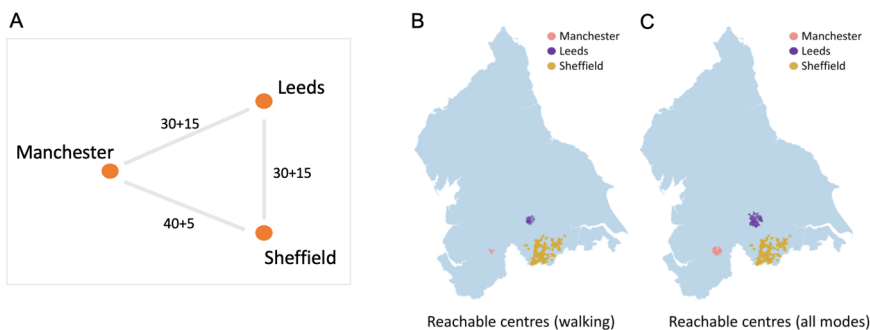 A
Leeds
30+15
Manchester
30+15
40+5
Sheffield
B
Manchester
Leeds
Sheffield
Reachable centres (walking)
C
Manchester
Leeds
Sheffield
Reachable centres (all modes)